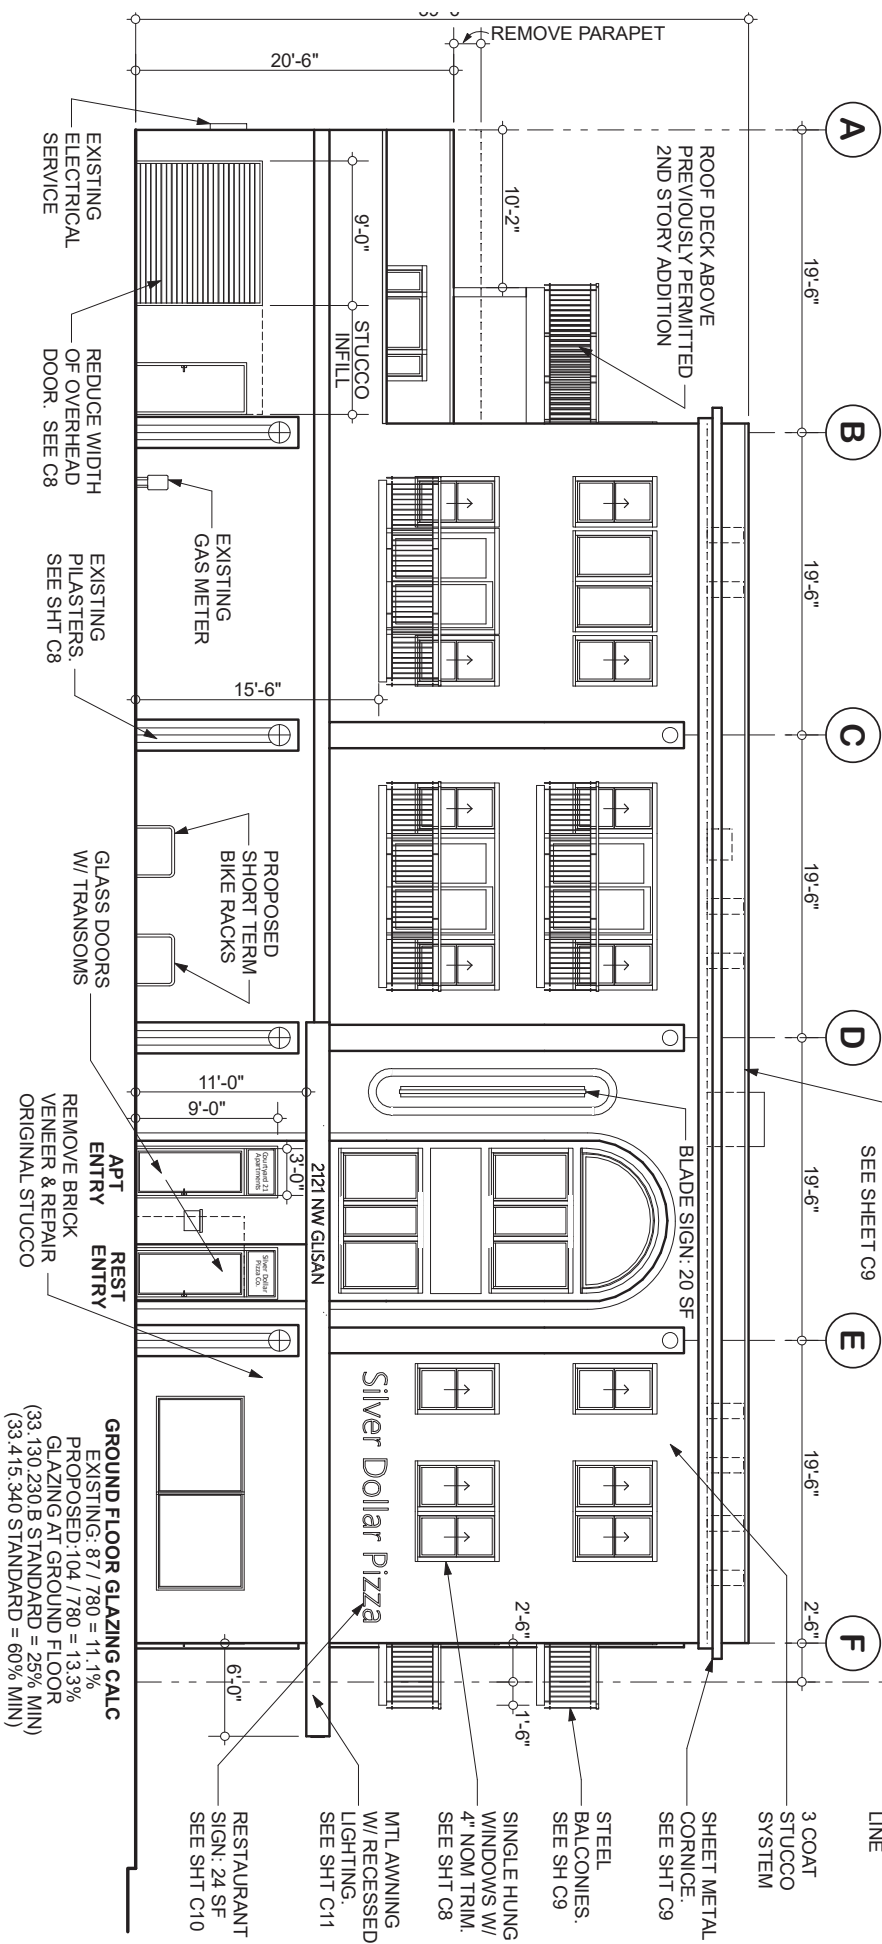 A
B
C
D
E
F
19'-6"
19'-6"
19'-6"
19'-6"
19'-6"
2'-6"
SEE SHEET C9
LINE
REMOVE PARAPET
20'-6"
10'-2"
ROOF DECK ABOVE
PREVIOUSLY PERMITTED
2ND STORY ADDITION
9'-0"
STUCCO
INFILL
EXISTING
ELECTRICAL
SERVICE
REDUCE WIDTH
OF OVERHEAD
DOOR. SEE C8
EXISTING
GAS METER
EXISTING
PILASTERS.
SEE SHT C8
15'-6"
PROPOSED
SHORT TERM
BIKE RACKS
GLASS DOORS
W/ TRANSOMS
11'-0"
9'-0"
3'-0"
BLADE SIGN: 20 SF
2121 NW GLISAN
Courtyard 21
Apartments
Silver Dollar
Pizza Co.
APT
ENTRY
REST
ENTRY
REMOVE BRICK
VENEER & REPAIR
ORIGINAL STUCCO
Silver Dollar Pizza
GROUND FLOOR GLAZING CALC
EXISTING: 87 / 780 = 11.1%
PROPOSED:104 / 780 = 13.3%
GLAZING AT GROUND FLOOR
(33.130.230.B STANDARD = 25% MIN)
(33.415.340 STANDARD = 60% MIN)
2'-6"
1'-6"
6'-0"
3 COAT
STUCCO
SYSTEM
SHEET METAL
CORNICE.
SEE SHT C9
STEEL
BALCONIES.
SEE SH C9
SINGLE HUNG
WINDOWS W/
4" NOM TRIM.
SEE SHT C8
MTL AWNING
W/ RECESSED
LIGHTING.
SEE SHT C11
RESTAURANT
SIGN: 24 SF
SEE SHT C10